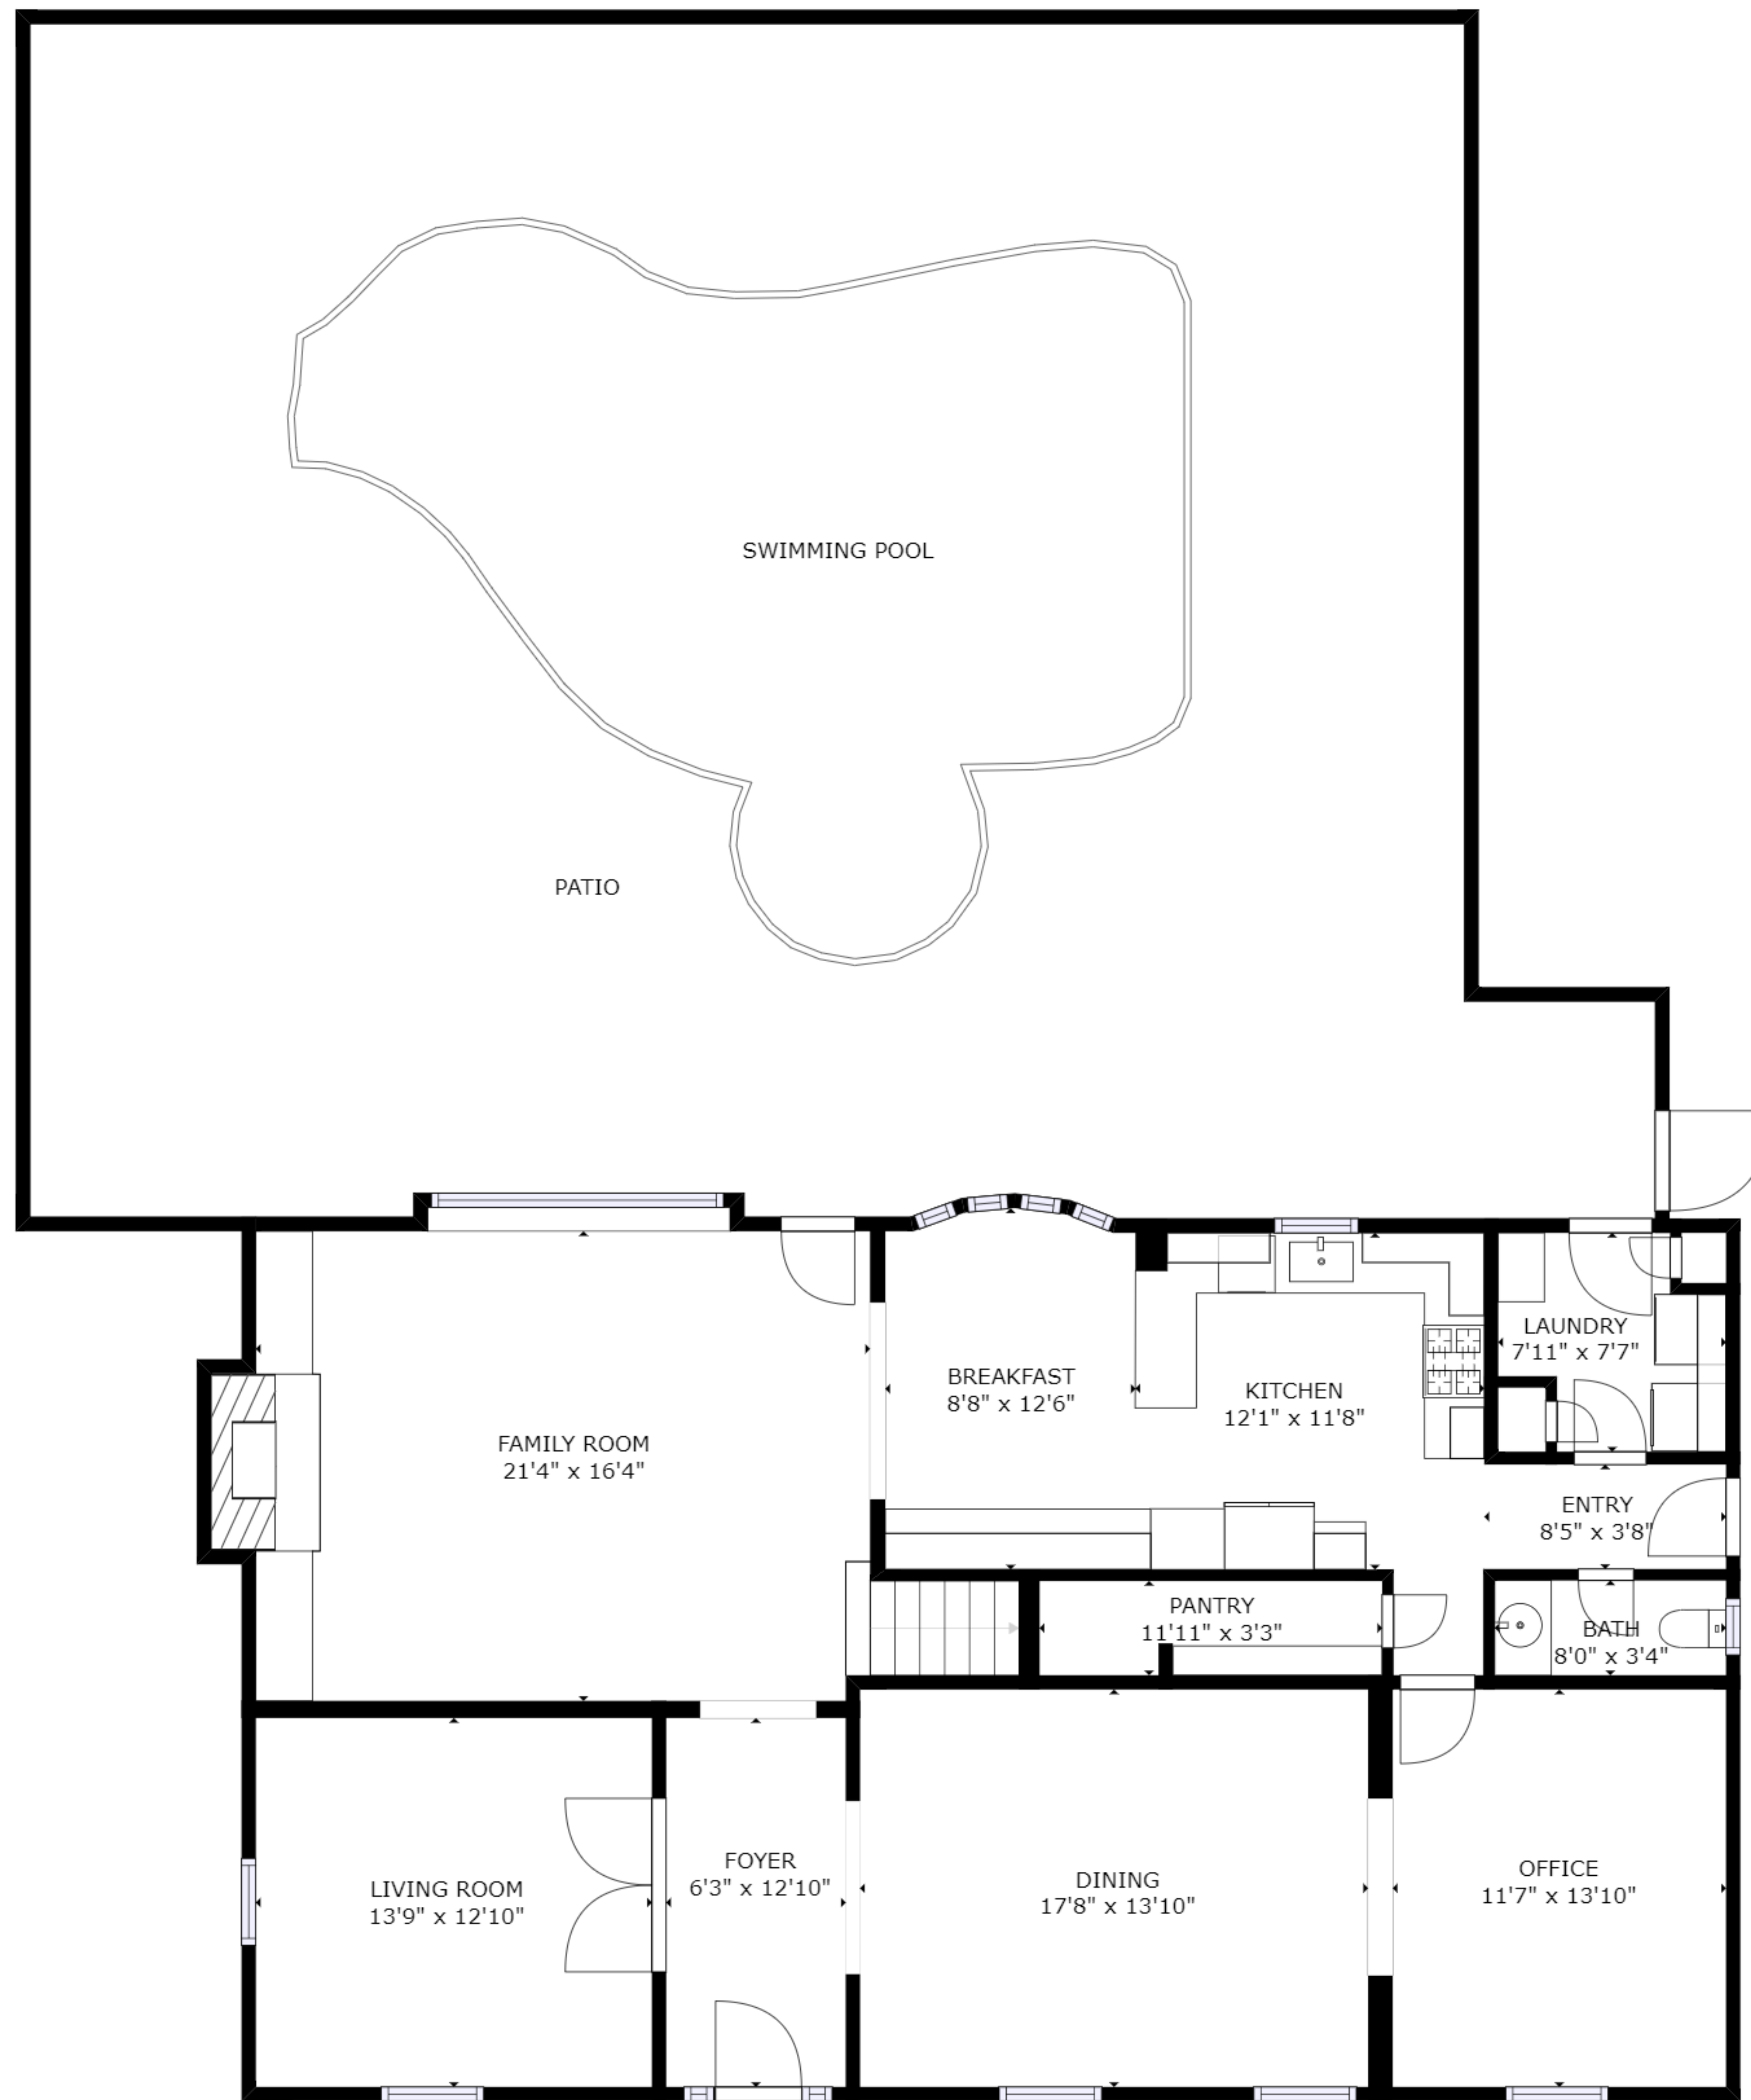 SWIMMING POOL
PATIO
LAUNDRY
7'11" x 7'7"
BREAKFAST
8'8" x 12'6"
KITCHEN
12'1" x 11'8"
FAMILY ROOM
21'4" x 16'4"
ENTRY
8'5" x 3'8"
PANTRY
11'11" x 3'3"
BATH
8'0" x 3'4"
LIVING ROOM
13'9" x 12'10"
FOYER
6'3" x 12'10"
DINING
17'8" x 13'10"
OFFICE
11'7" x 13'10"